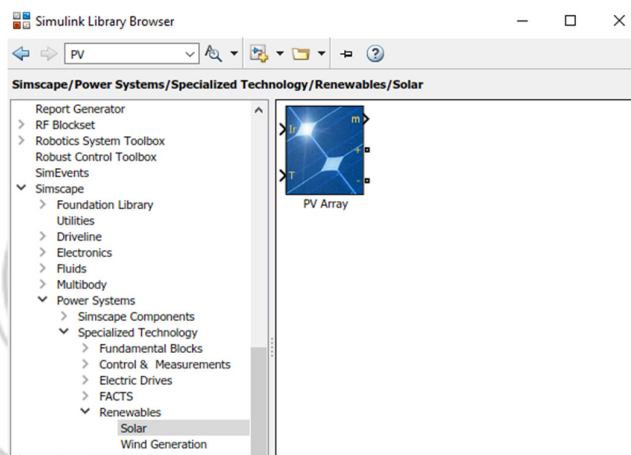 Simulink Library Browser
PV
Simscape/Power Systems/Specialized Technology/Renewables/Solar
Report Generator
RF Blockset
Robotics System Toolbox
Robust Control Toolbox
SimEvents
Simscape
Foundation Library
Utilities
Driveline
Electronics
Fluids
Multibody
Power Systems
Simscape Components
Specialized Technology
Fundamental Blocks
Control & Measurements
Electric Drives
FACTS
Renewables
Solar
Wind Generation
Ir
m
+
T
-
PV Array